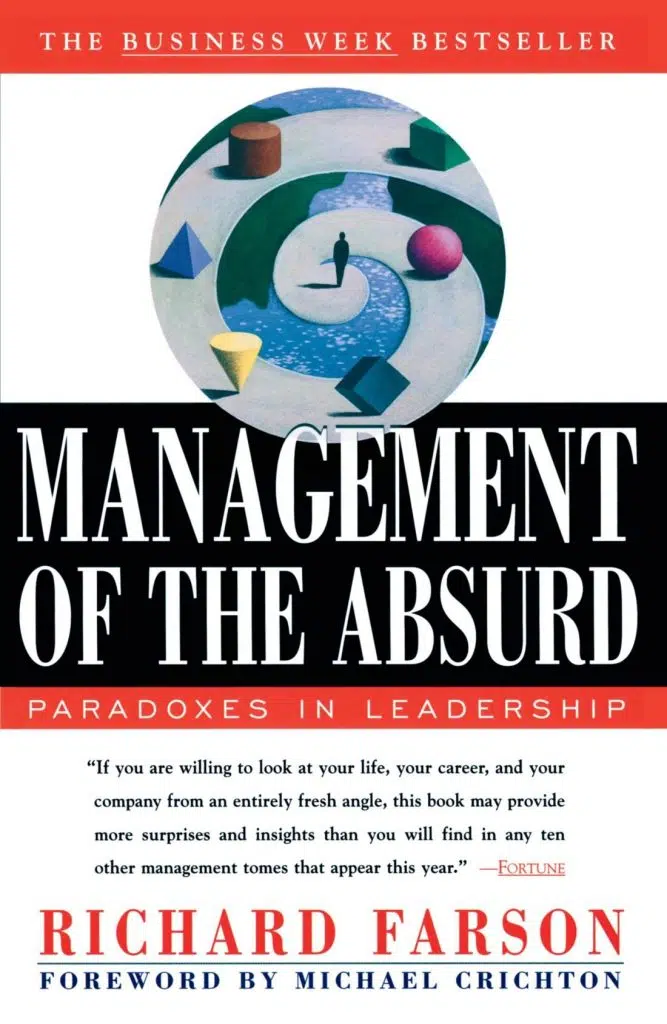 THE BUSINESS WEEK BESTSELLER
MANAGEMENT
OF THE ABSURD
PARADOXES IN LEADERSHIP
“If you are willing to look at your life, your career, and your
company from an entirely fresh angle, this book may provide
more surprises and insights than you will find in any ten
other management tomes that appear this year.” —FORTUNE
RICHARD FARSON
FOREWORD BY MICHAEL CRICHTON